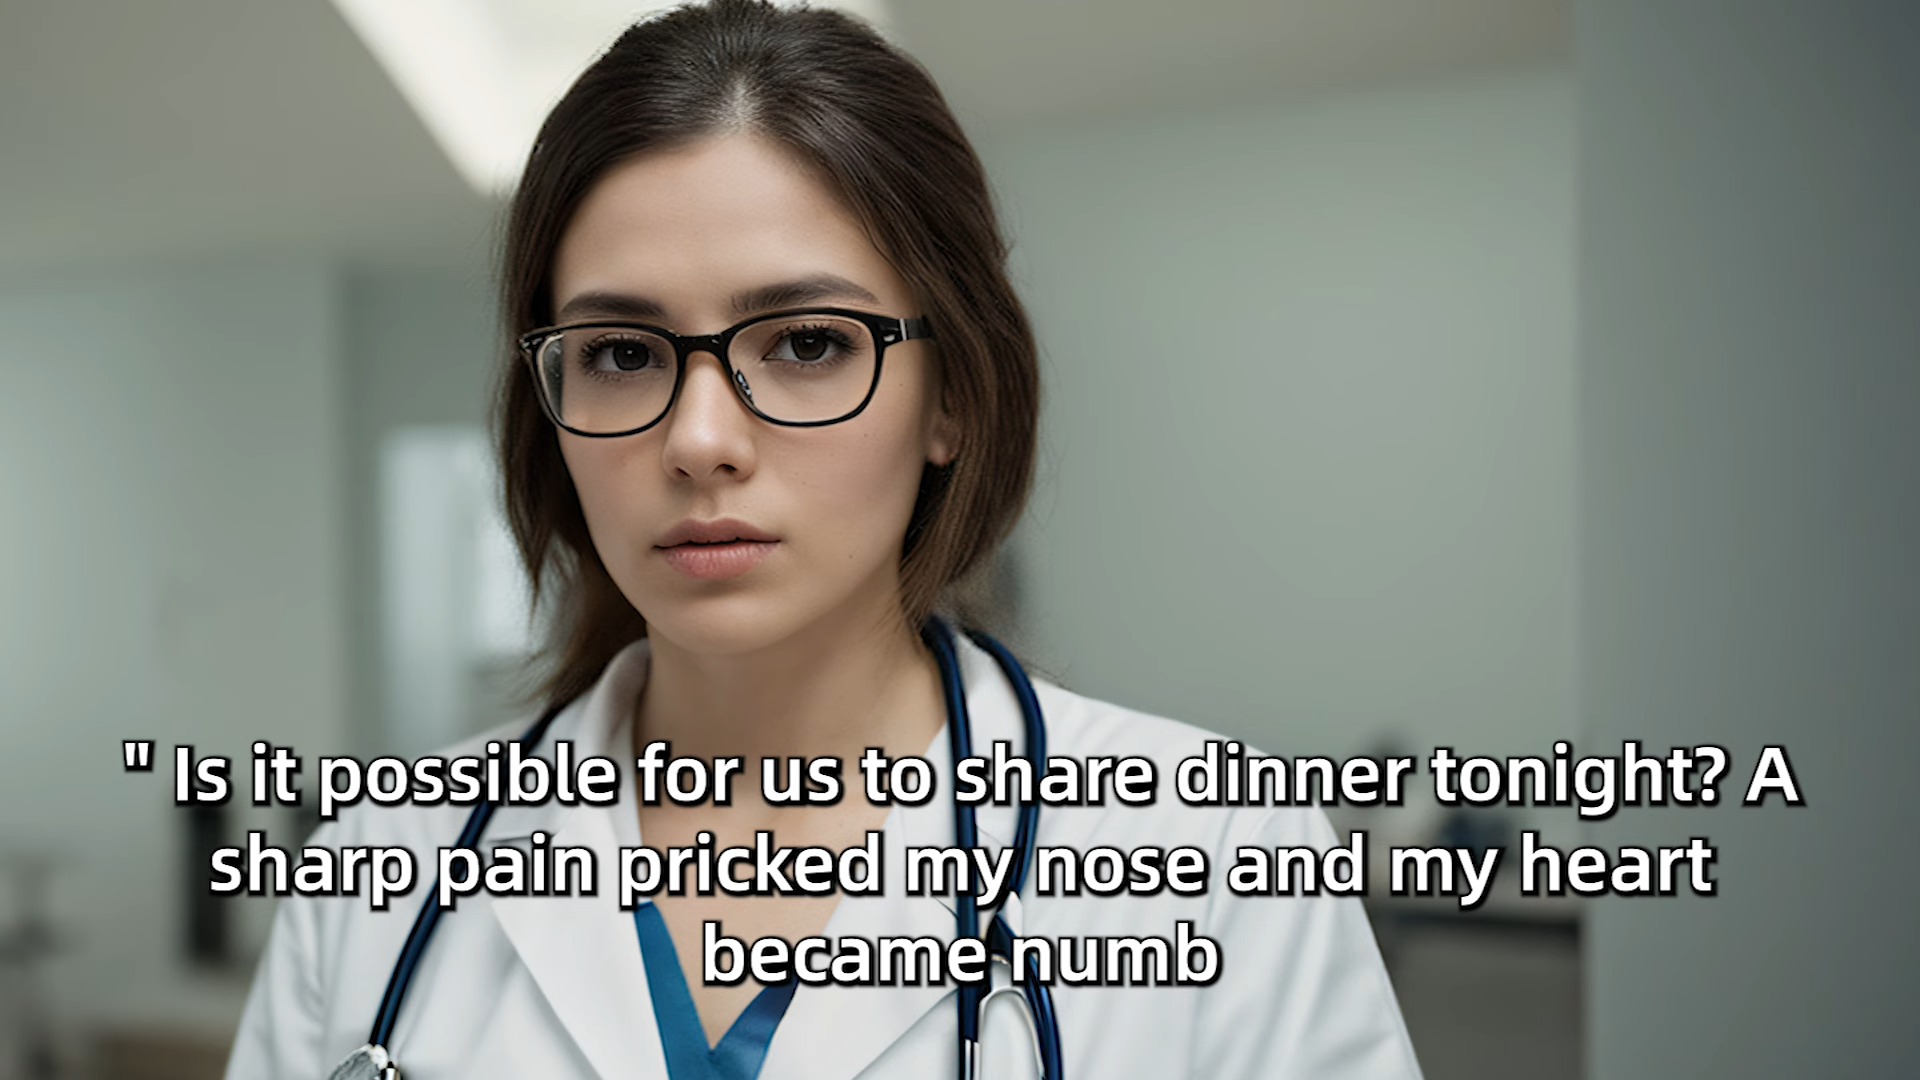 " Is it possible for us to share dinner tonight? A
sharp pain pricked my nose and my heart
became numb